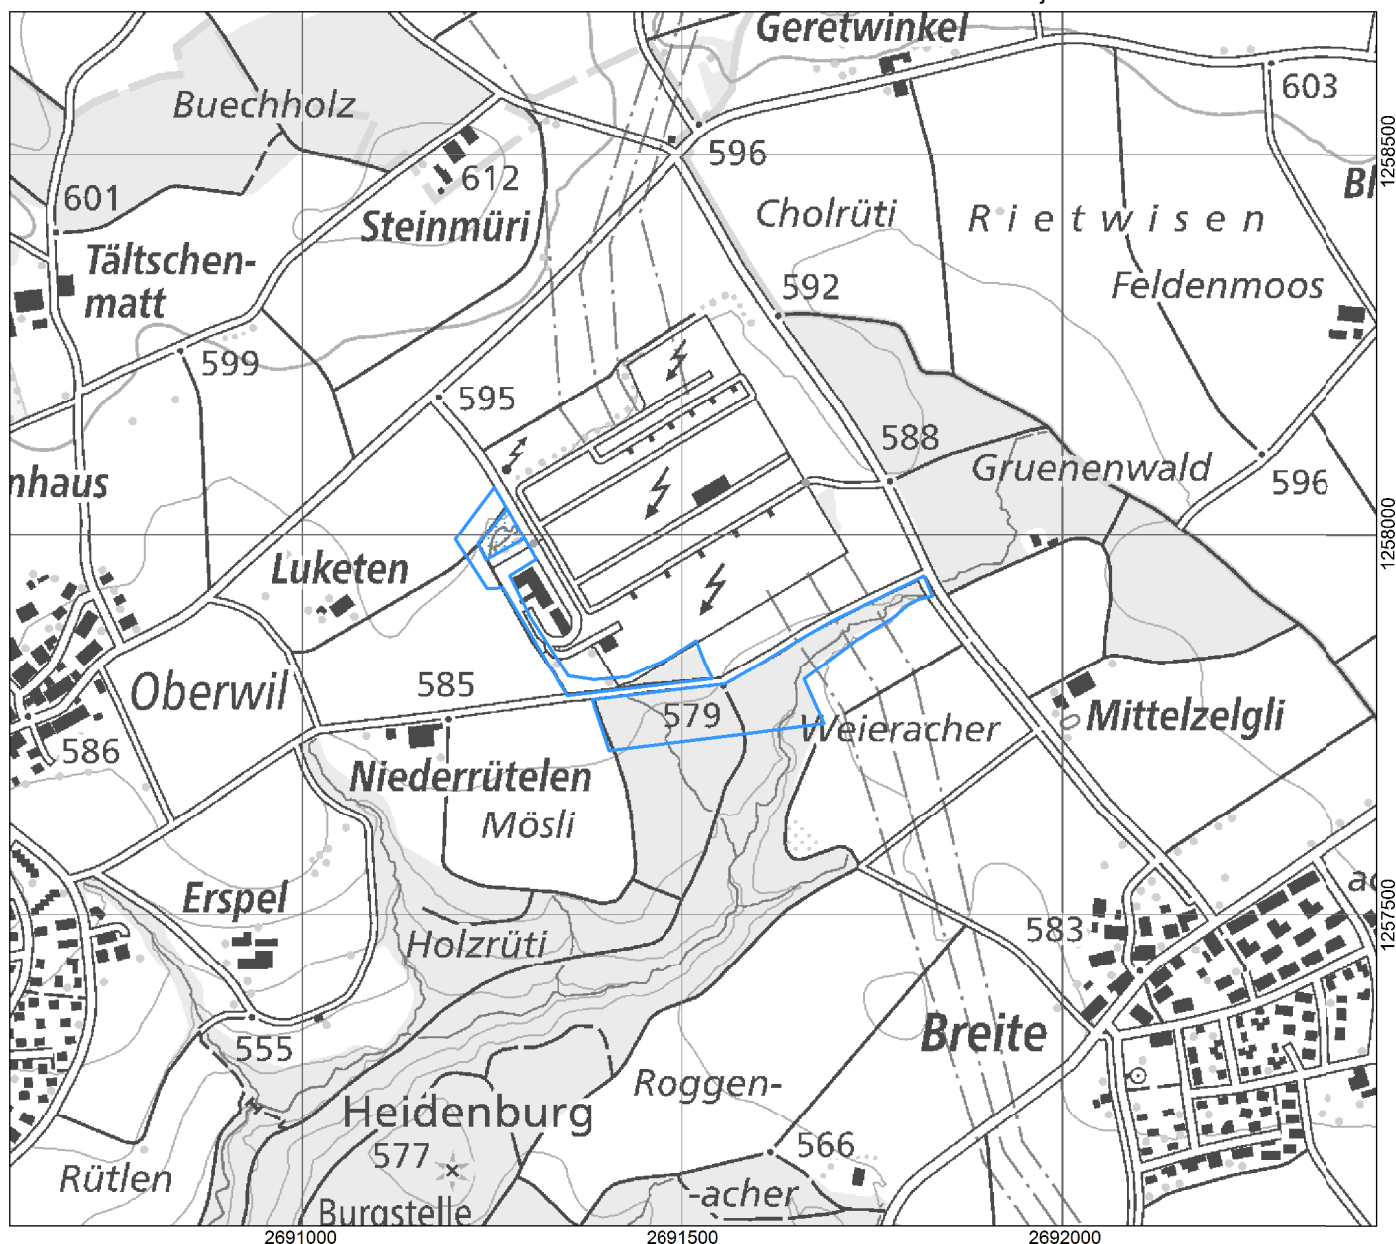 Geretwinkel
603
Buechholz
596
612
601
Steinmüri
Cholrüti
Rietwisen
Bl
Tältschen-
matt
592
Feldenmoos
599
595
588
Gruenenwald
596
nhaus
Luketen
Oberwil
585
579
Weieracher
Mittelzelgli
586
Niederrütelen
Mösli
Erspel
Holzrüti
583
ac
555
Breite
Roggen-
Heidenburg
577
566
Rütlen
-acher
Burgstelle
2691000
2691500
2692000
1258500
1258000
1257500